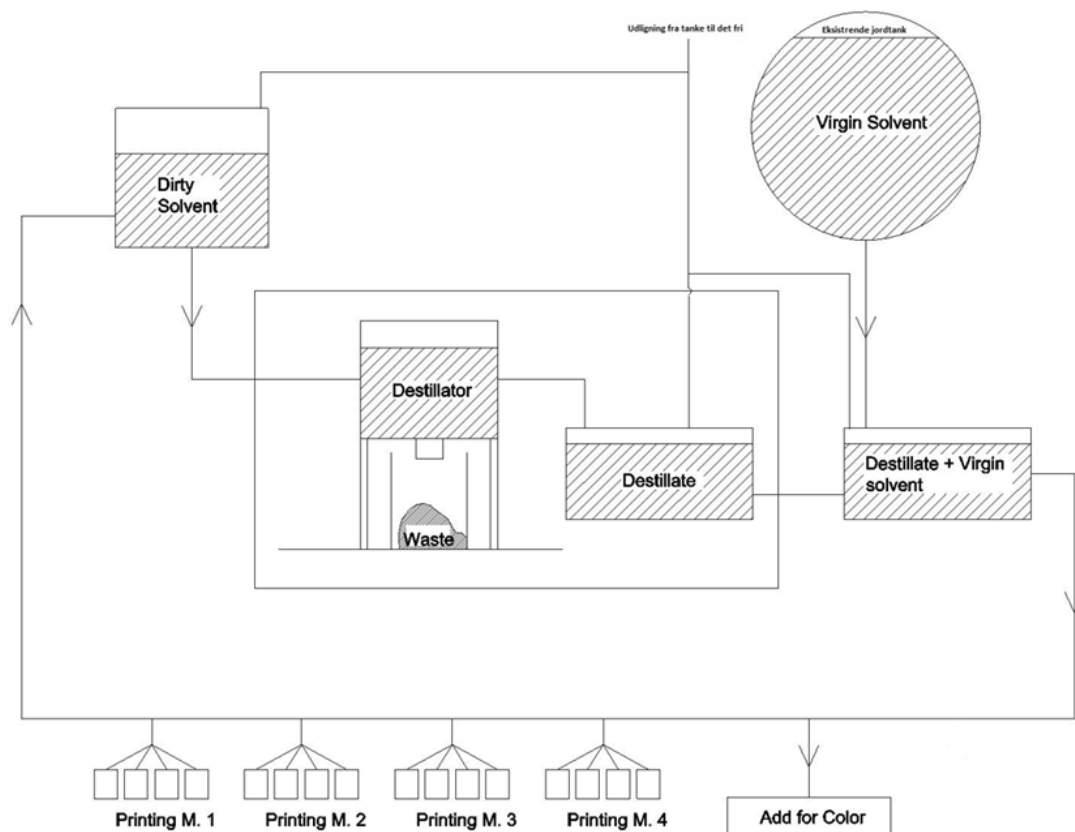 Udligning fra tanke til det fri
Eksistrende jordtank
Virgin Solvent
Dirty
Solvent
Destillator
Destillate
Destillate + Virgin
solvent
Waste
Printing M. 1
Printing M. 2
Printing M. 3
Printing M. 4
Add for Color